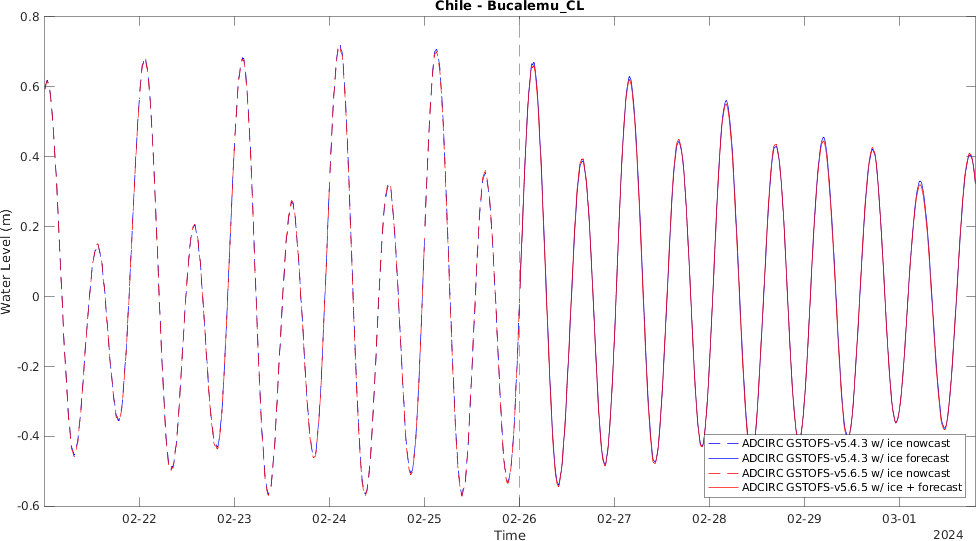 Chile - Bucalemu_CL
Water Level (m)
0.8
0.6
0.4
0.2
0
-0.2
-0.4
-0.6
02-22
02-23
02-24
02-25
02-26
02-27
02-28
02-29
03-01
Time
2024
ADCIRC GSTOFS-v5.4.3 w/ ice nowcast
ADCIRC GSTOFS-v5.4.3 w/ ice forecast
ADCIRC GSTOFS-v5.6.5 w/ ice nowcast
ADCIRC GSTOFS-v5.6.5 w/ ice + forecast